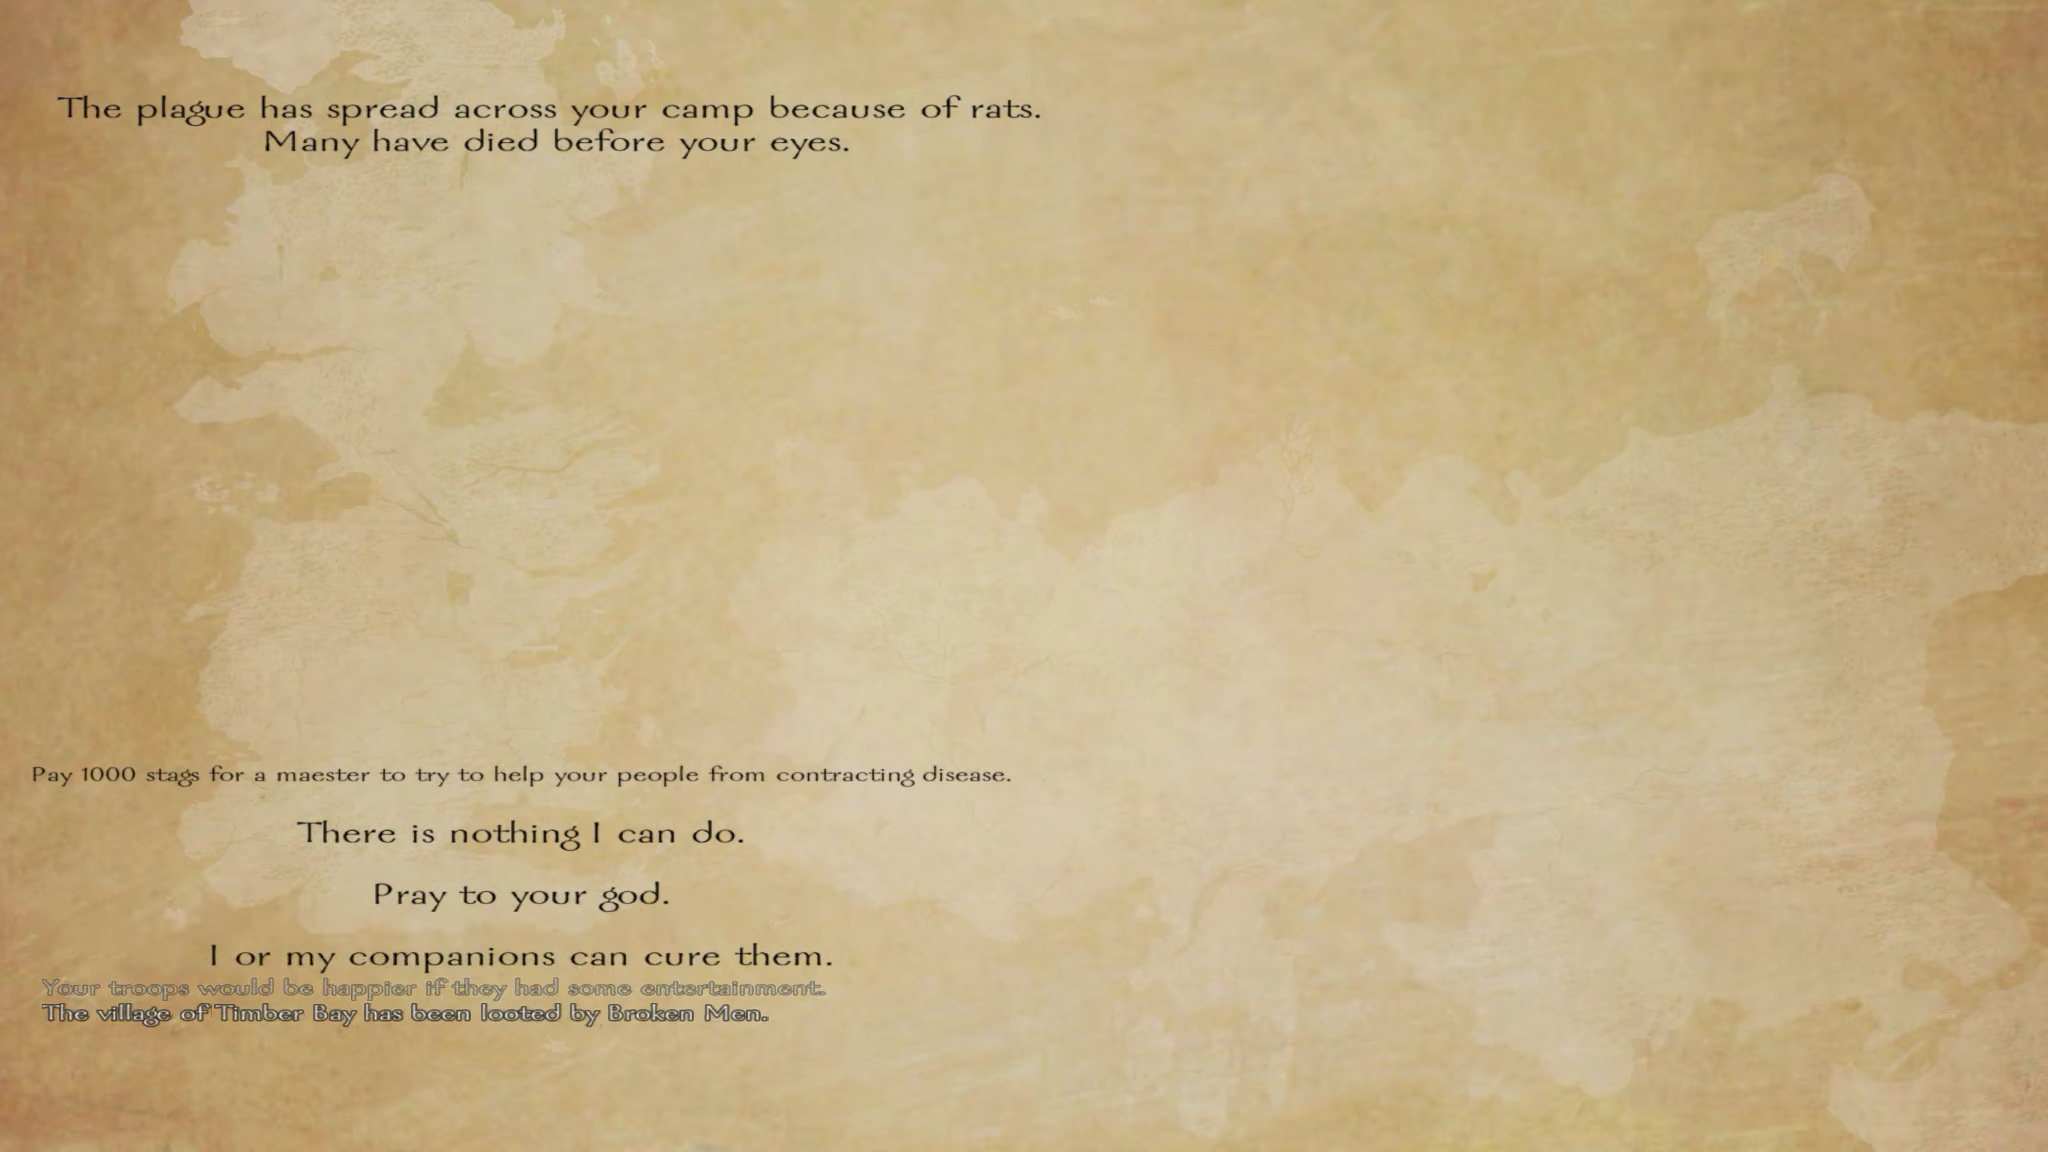 The plague has spread across your camp because of rats.
Many have died before your eyes.
Pay 1000 stags for a maester to try to help your people from contracting disease.
There is nothing I can do.
Pray to your god.
I or my companions can cure them.
Your troops would be happier if they had some entertainment.
The village of Timber Bay has been looted by Broken Men.